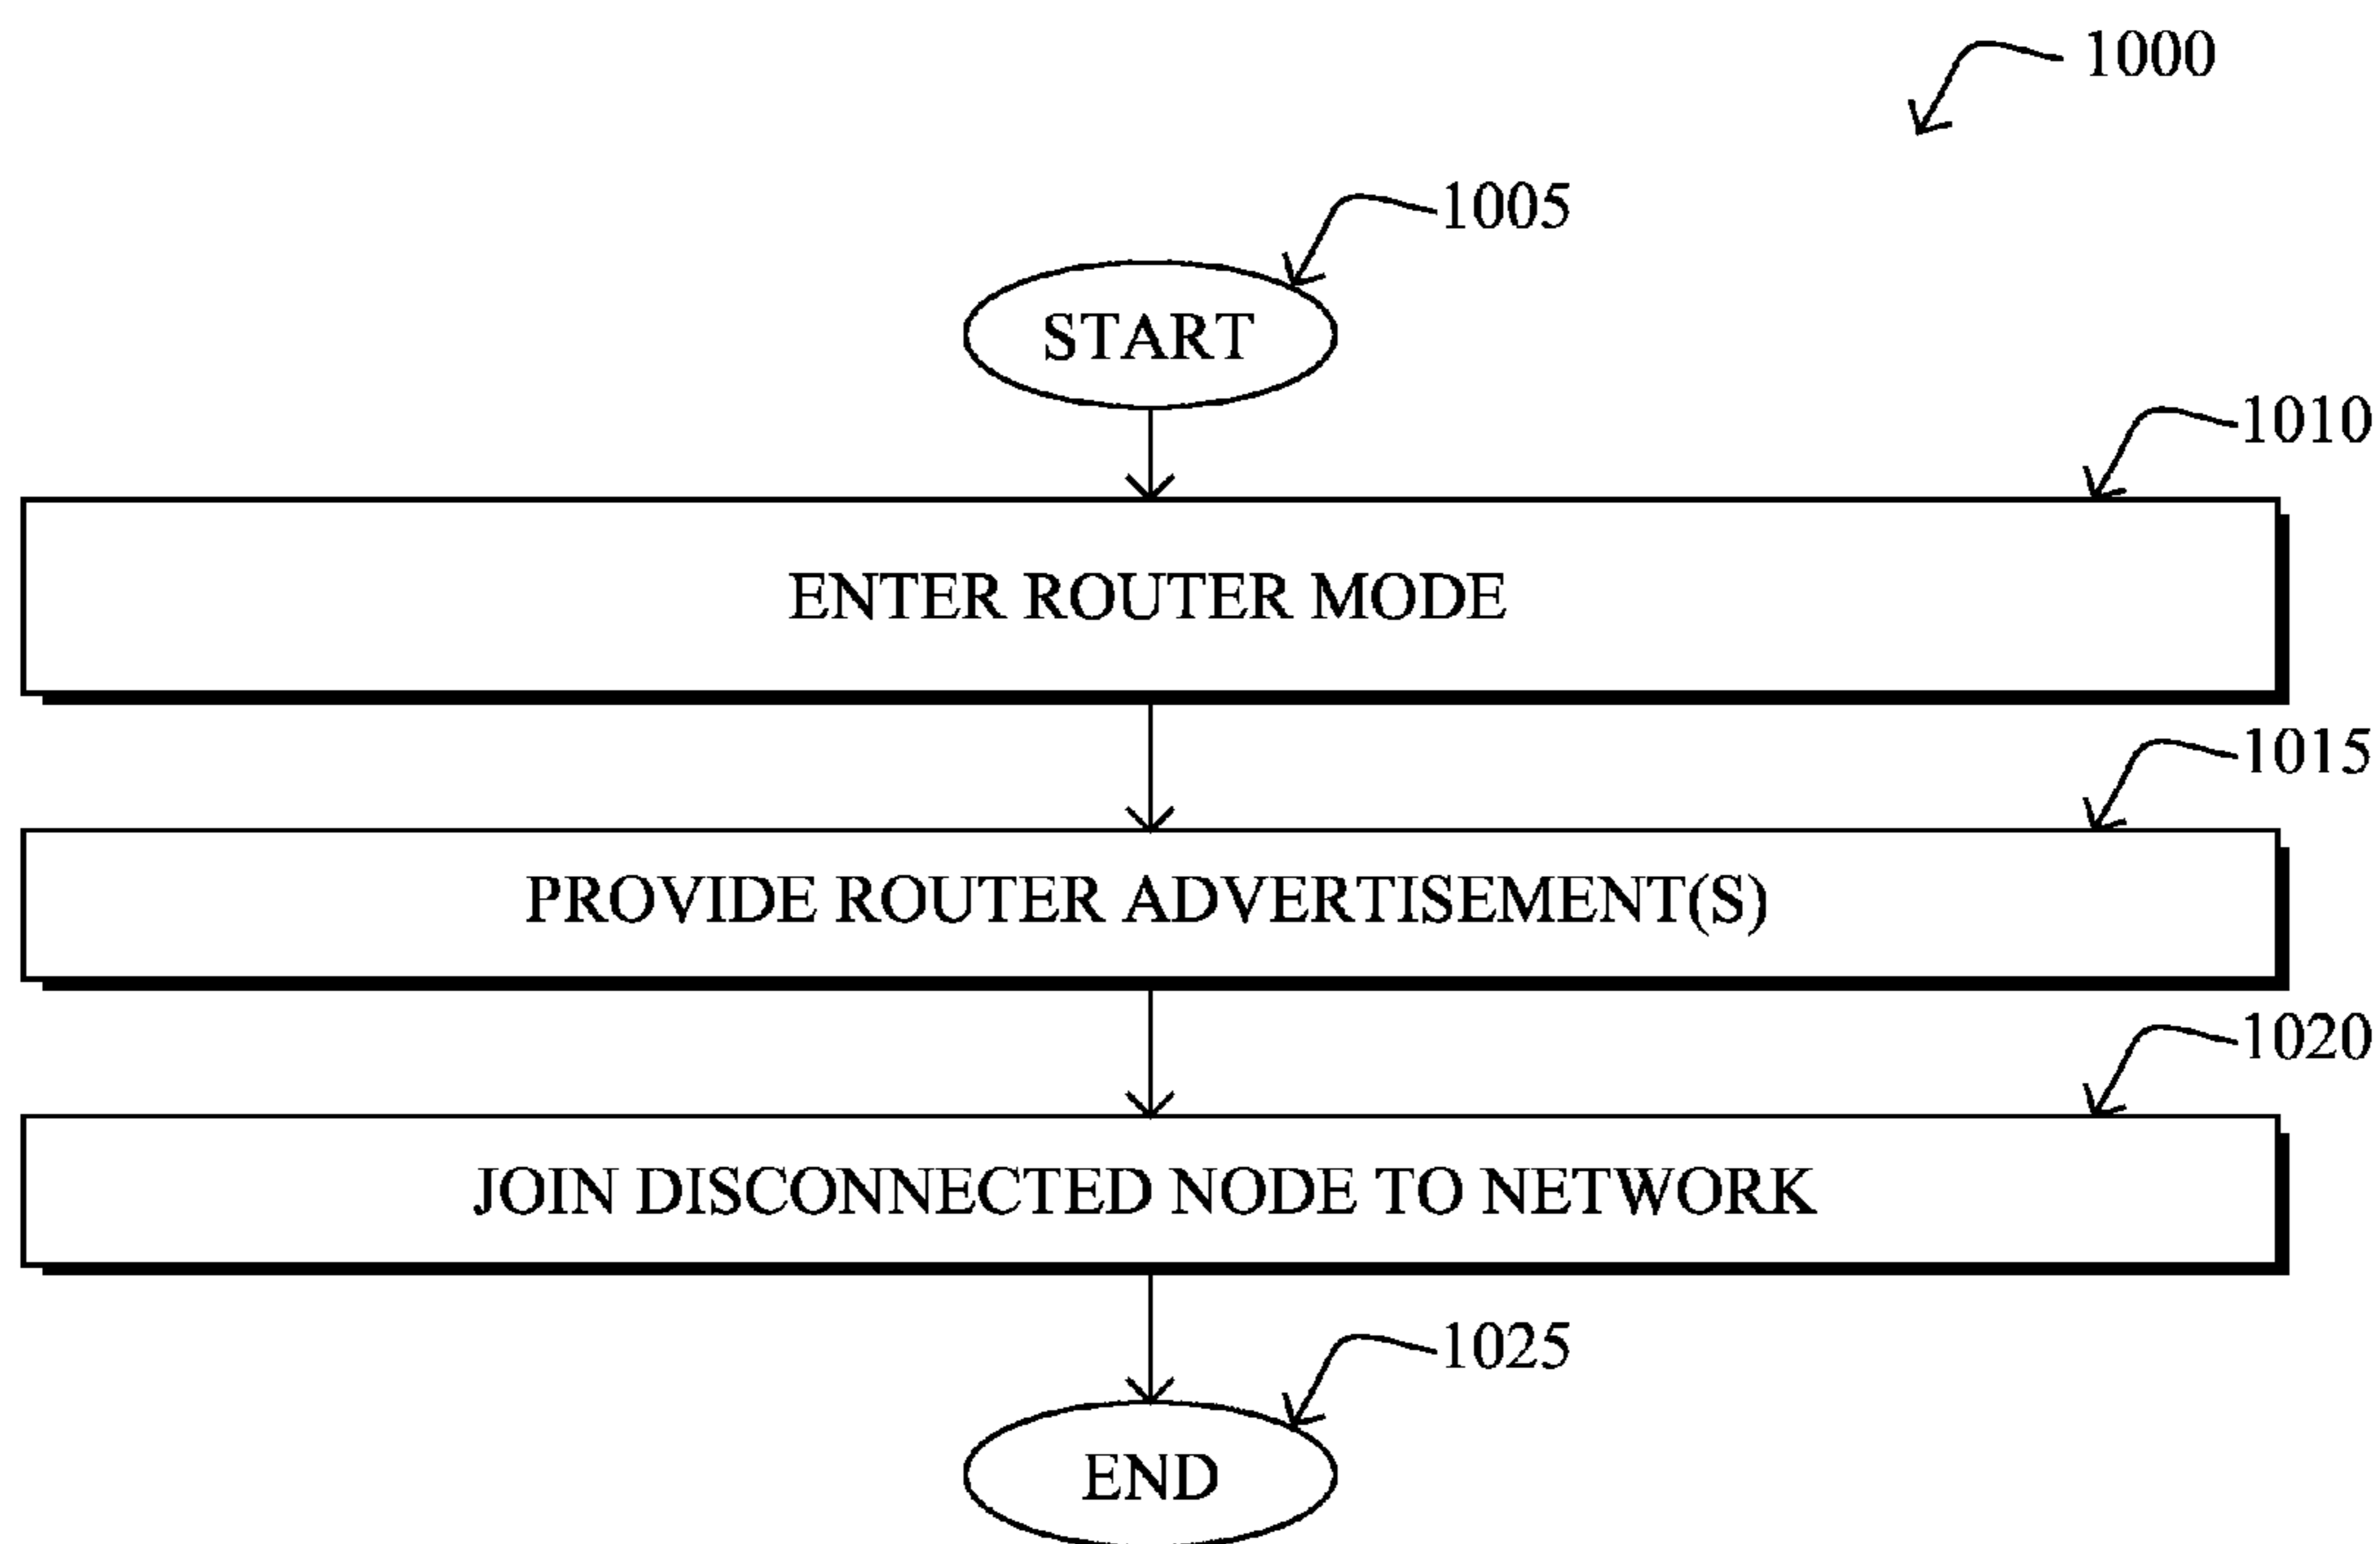 1000
1005
START
1010
ENTER ROUTER MODE
1015
PROVIDE ROUTER ADVERTISEMENT(S)
1020
JOIN DISCONNECTED NODE TO NETWORK
1025
END